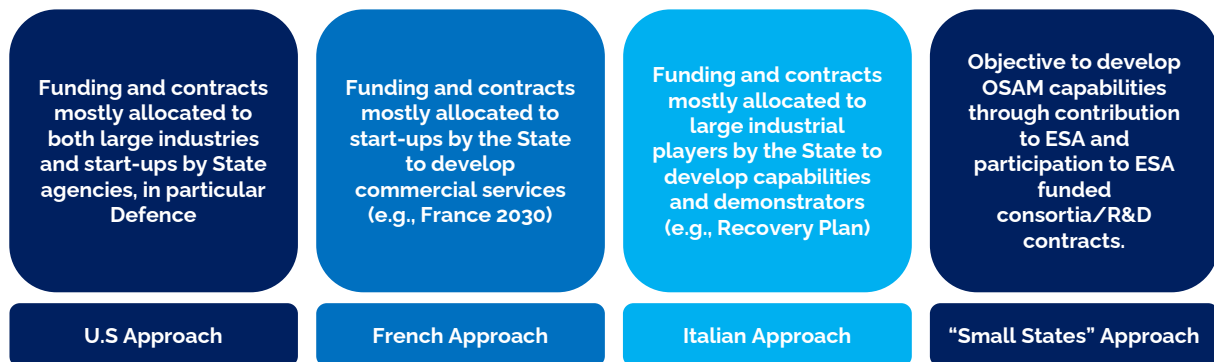 Funding and contracts
mostly allocated to
both large industries
and start-ups by State
agencies, in particular
Defence
Funding and contracts
mostly allocated to
start-ups by the State
to develop
commercial services
(e.g., France 2030)
Funding and contracts
mostly allocated to
large industrial
players by the State to
develop capabilities
and demonstrators
(e.g., Recovery Plan)
Objective to develop
OSAM capabilities
through contribution
to ESA and
participation to ESA
funded
consortia/R&D
contracts.
U.S Approach
French Approach
Italian Approach
“Small States” Approach